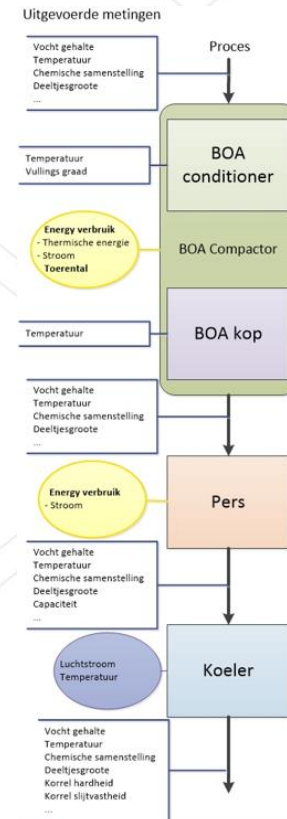 Uitgevoerde metingen
Proces
Vocht gehalte
Temperatuur
Chemische samenstelling
Deeltjesgroote
...
BOA
conditioner
Temperatuur
Vullings graad
BOA Compactor
Energy verbruik
- Thermische energie
- Stroom
Toerental
BOA kop
Temperatuur
Vocht gehalte
Temperatuur
Chemische samenstelling
Deeltjesgroote
...
Pers
Energy verbruik
- Stroom
Vocht gehalte
Temperatuur
Chemische samenstelling
Deeltjesgroote
Capaciteit
...
Koeler
Luchtstroom
Temperatuur
Vocht gehalte
Temperatuur
Chemische samenstelling
Deeltjesgroote
Korrel hardheid
Korrel slijtvastheid
...